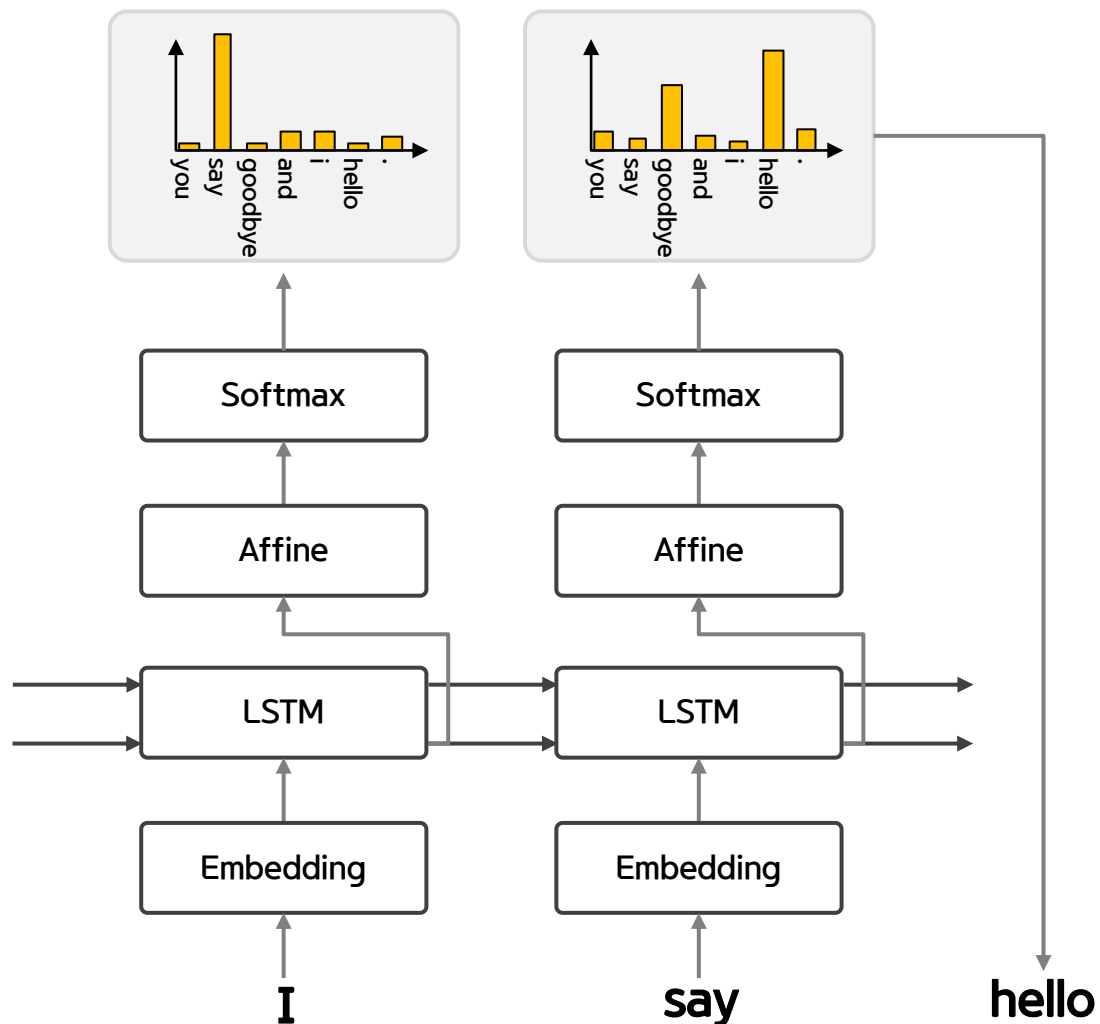 you say goodbye and i hello .
you say goodbye and i hello .
Softmax
Softmax
Affine
Affine
LSTM
LSTM
Embedding
Embedding
I
say
hello